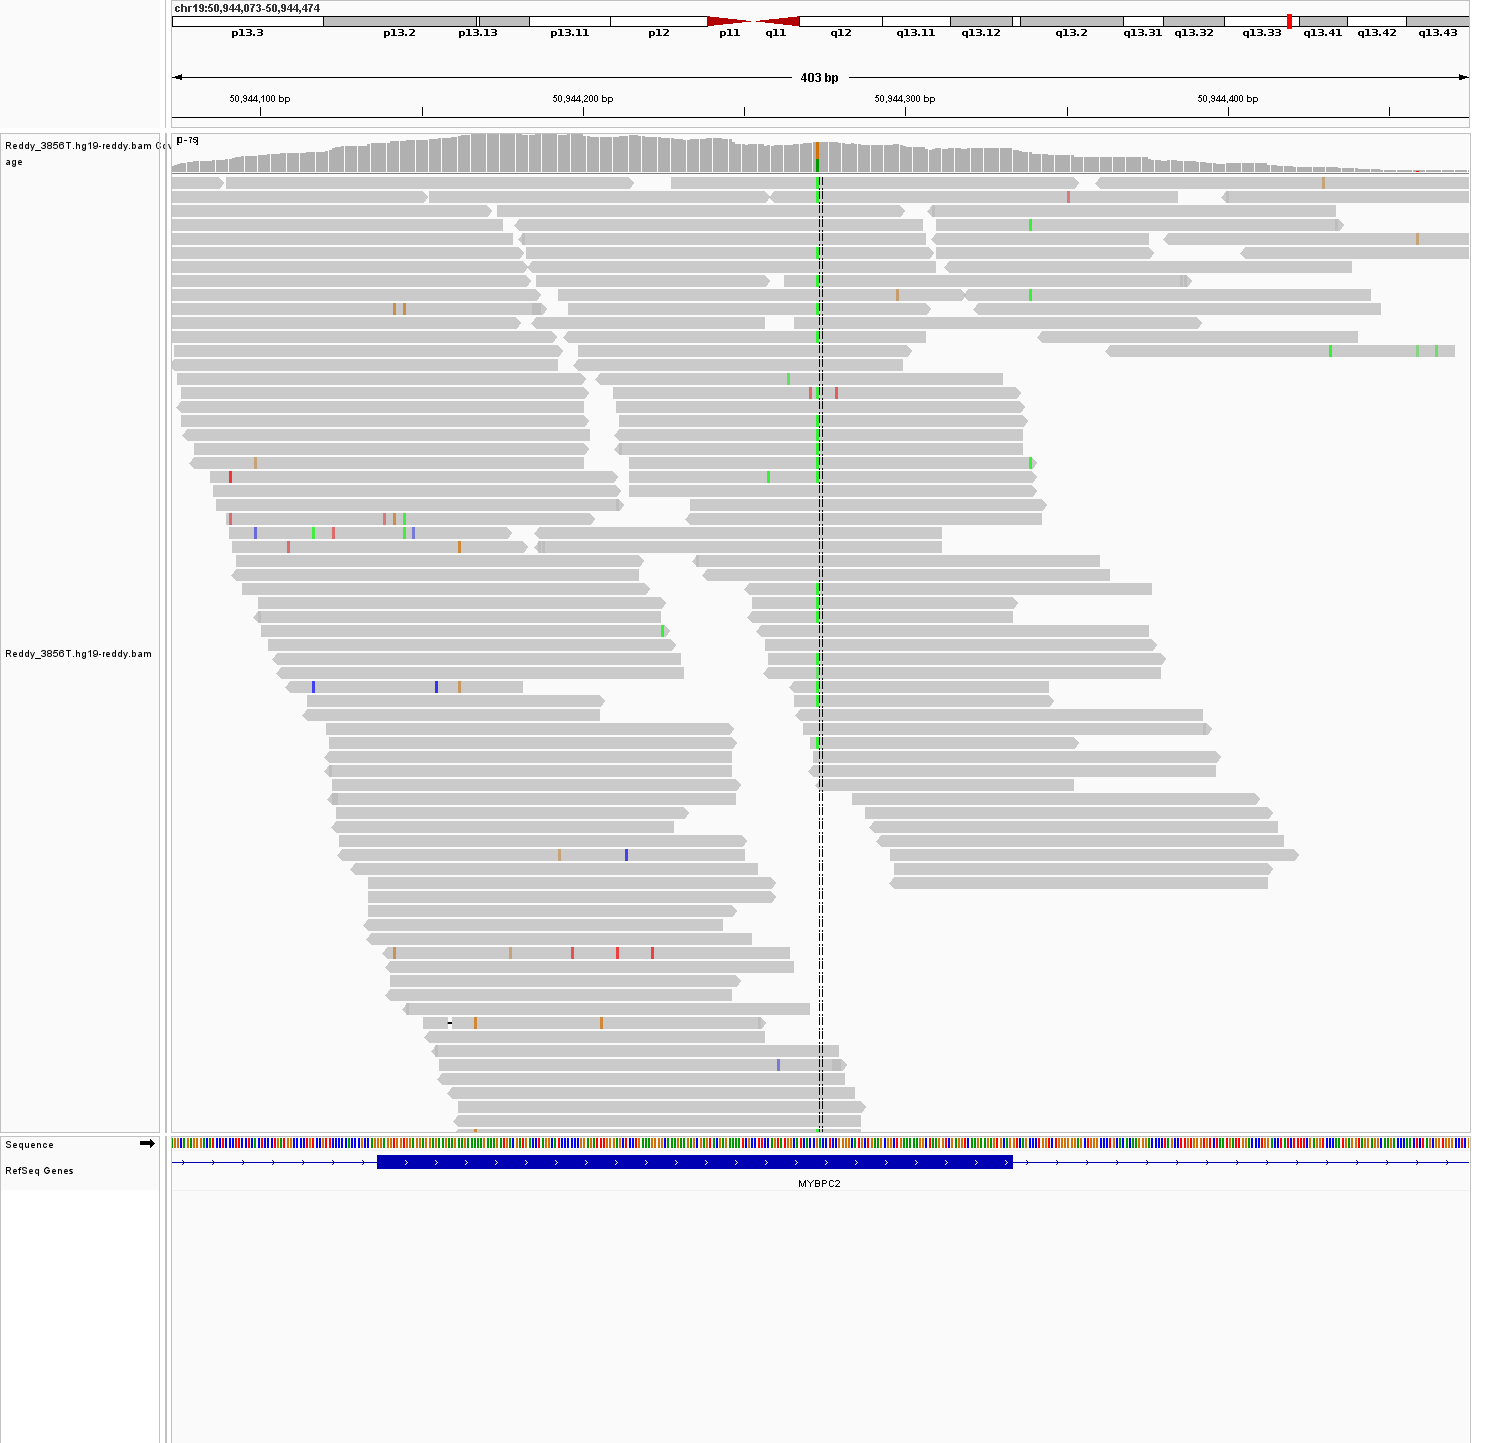 chr19:50,944,073-50,944,474
p13.3 p13.2 p13.13 p13.11 p12 p11 q11 q12 q13.11 q13.12 q13.2 q13.31 q13.32 q13.33 q13.41 q13.42 q13.43
403 bp
50,944,100 bp 50,944,200 bp 50,944,300 bp 50,944,400 bp
Reddy_3856T.hg19-reddy.bam Cov
age
[0 - 79]
Reddy_3856T.hg19-reddy.bam
Sequence
RefSeq Genes
MYBPC2